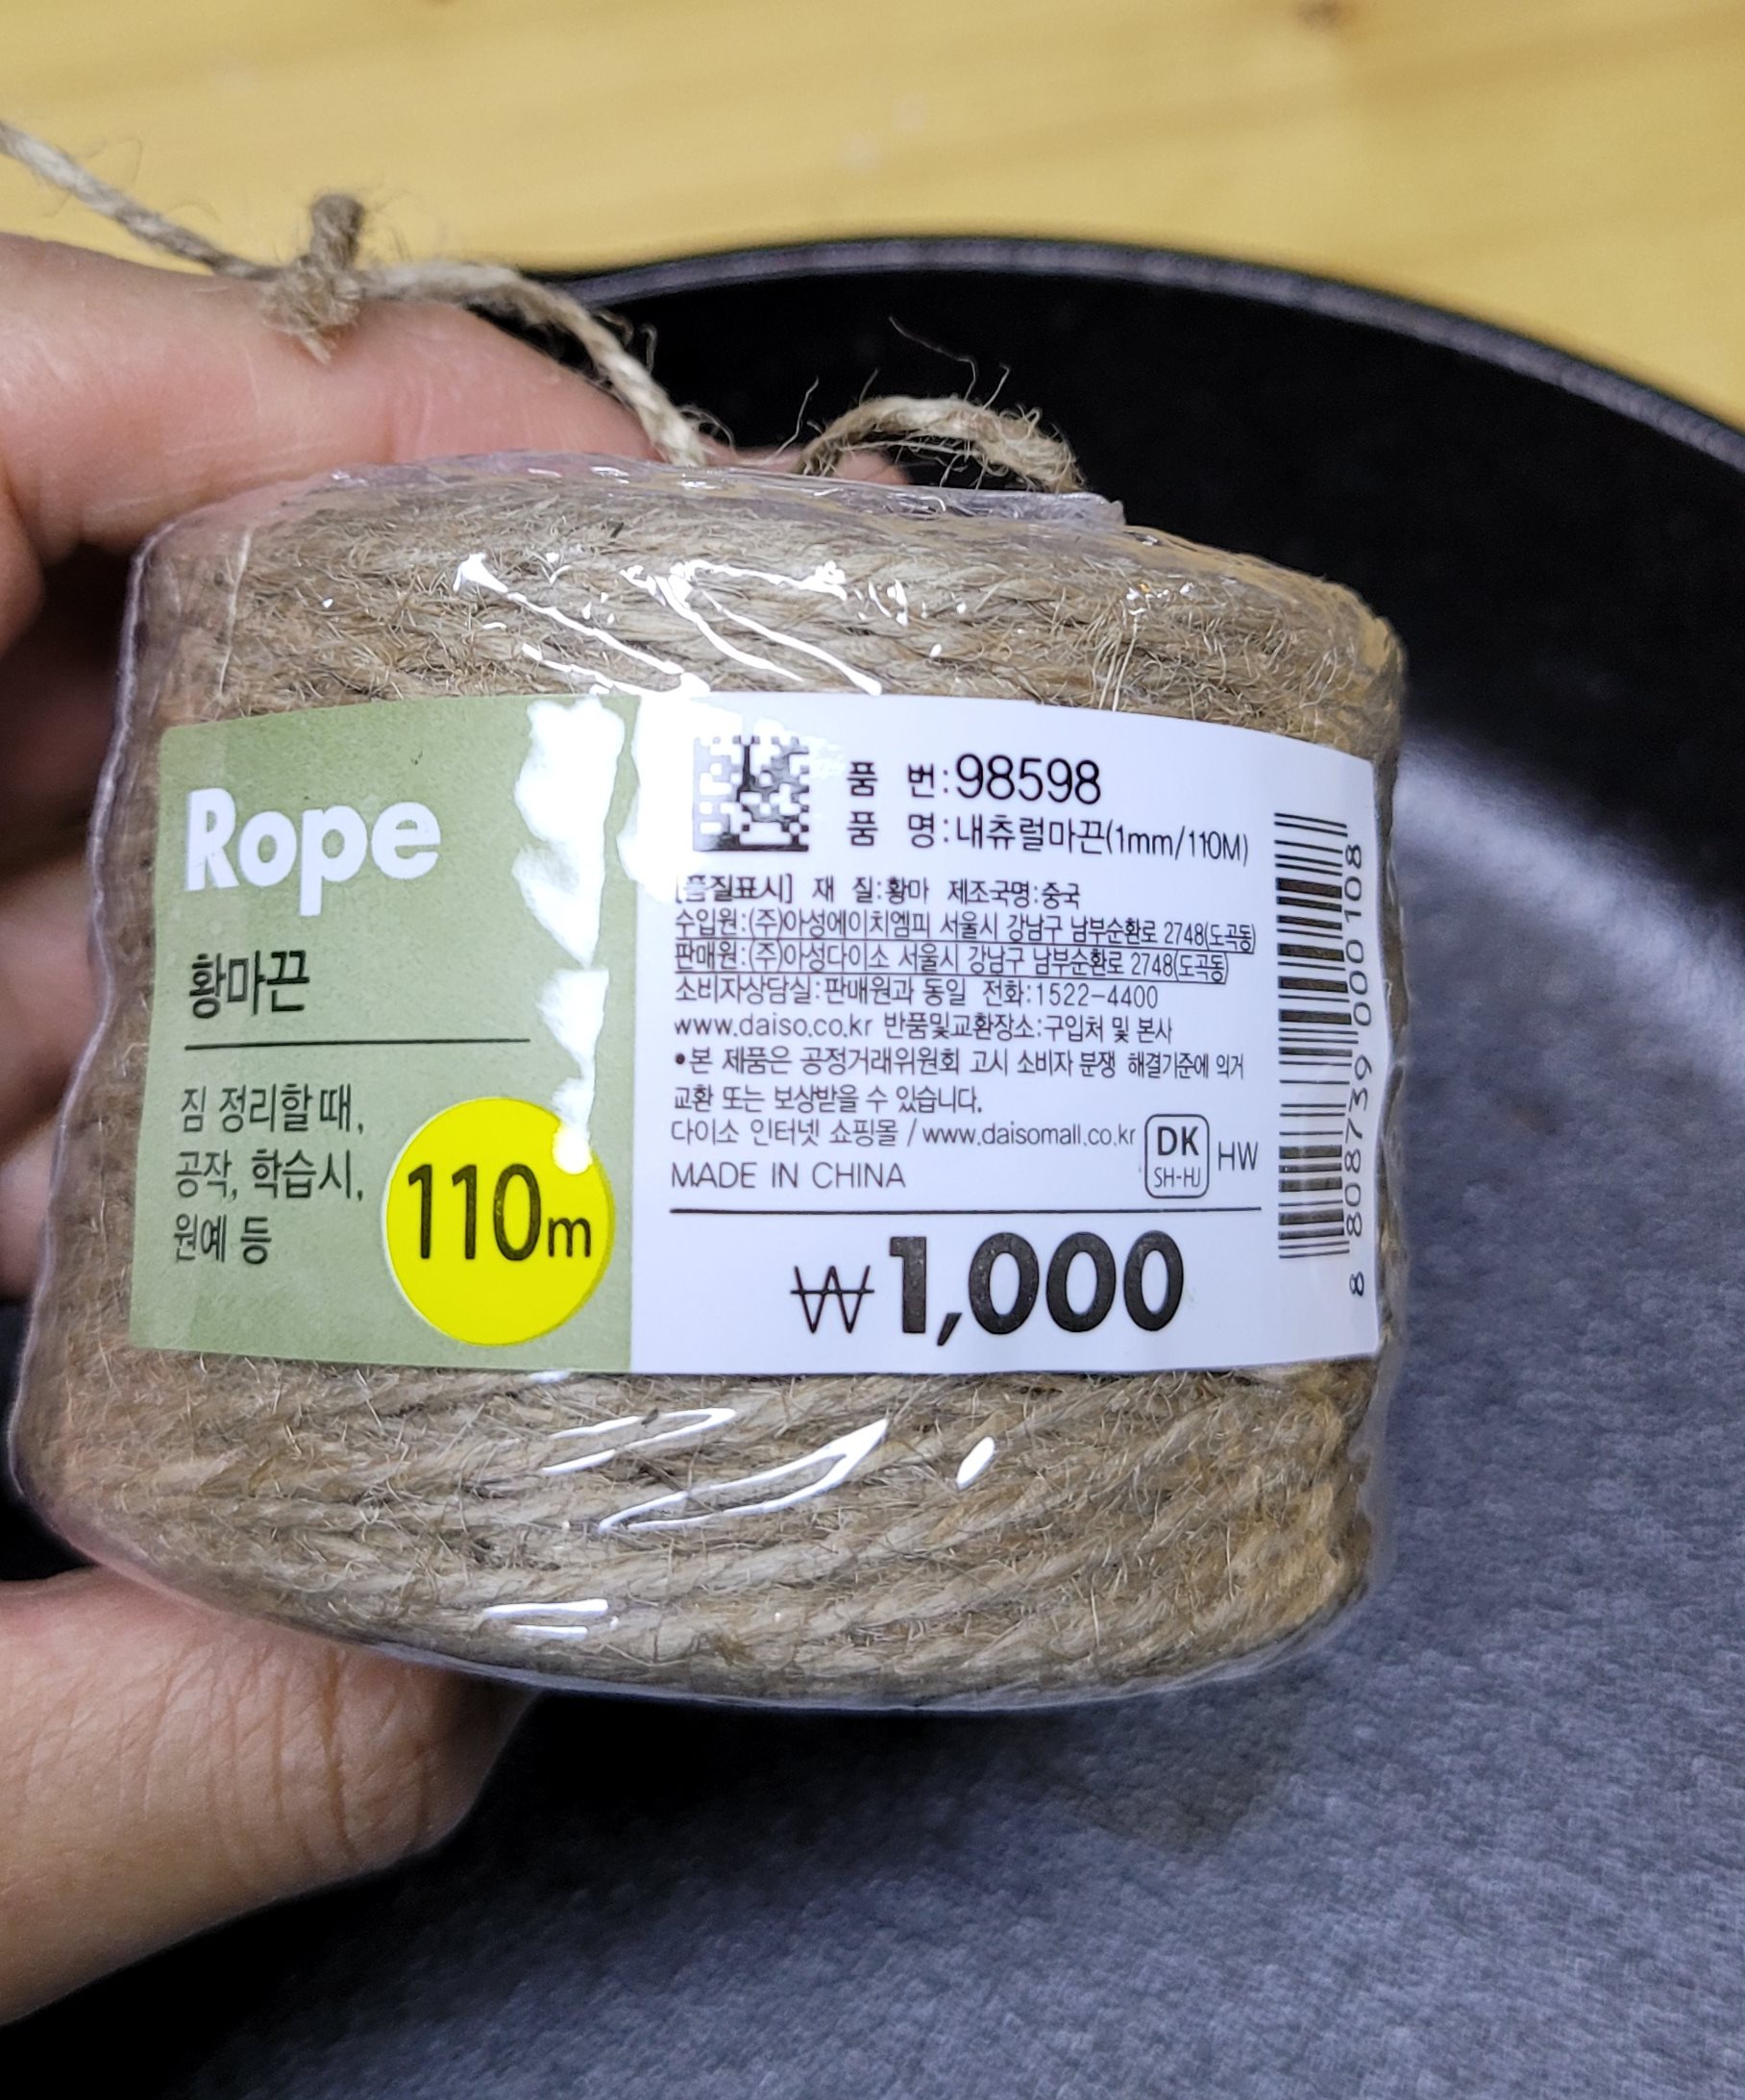 Rope
황마끈
짐 정리할 때,
공작, 학습시,
원예 등
110m
품 번:98598
품 명:내츄럴마끈(1mm/110M)
[품질표시] 재 질:황마 제조국명:중국
수입원:(주)아성에이치엠피 서울시 강남구 남부순환로 2748(도곡동)
판매원:(주)아성다이소 서울시 강남구 남부순환로 2748(도곡동)
소비자상담실:판매원과 동일 전화:1522-4400
www.daiso.co.kr 반품및교환장소:구입처 및 본사
•본 제품은 공정거래위원회 고시 소비자 분쟁 해결기준에 의거
교환 또는 보상받을 수 있습니다.
다이소 인터넷 쇼핑몰 / www.daisomall.co.kr
MADE IN CHINA
DK
SH-HJ
HW
₩1,000
8 808739 000108